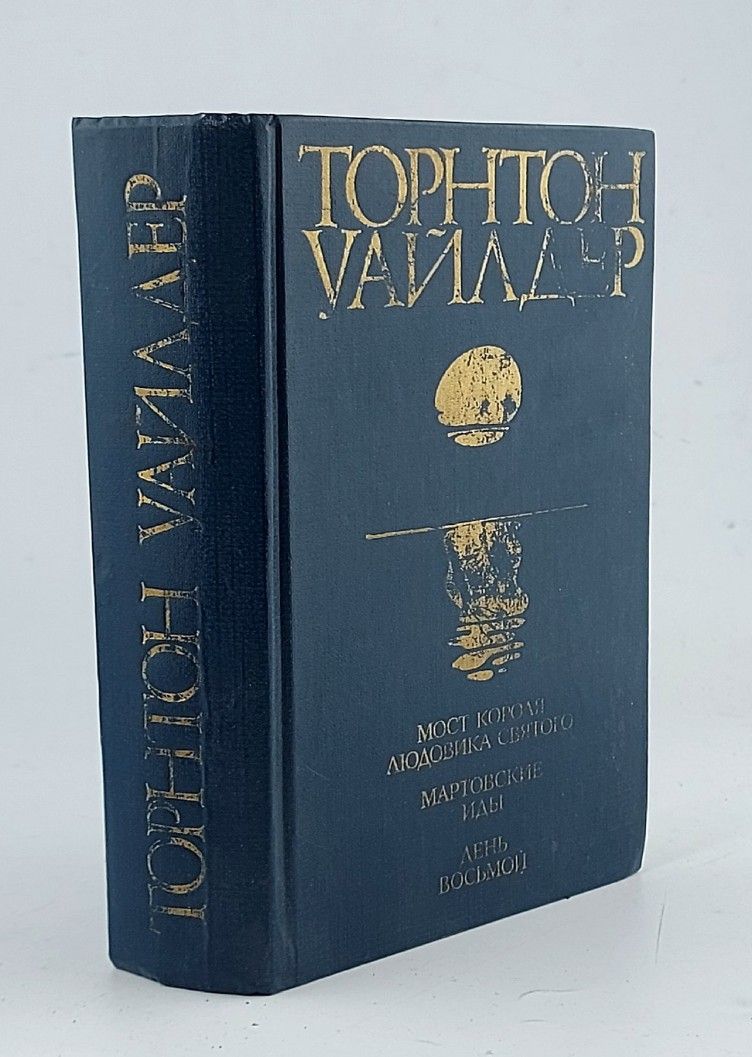 ТОРНТОН УАЙЛДЕР
ТОРНТОН
УАЙЛДЕР
МОСТ КОРОЛЯ
ЛЮДОВИКА СВЯТОГО
МАРТОВСКИЕ
ИДЫ
ДЕНЬ
ВОСЬМОЙ